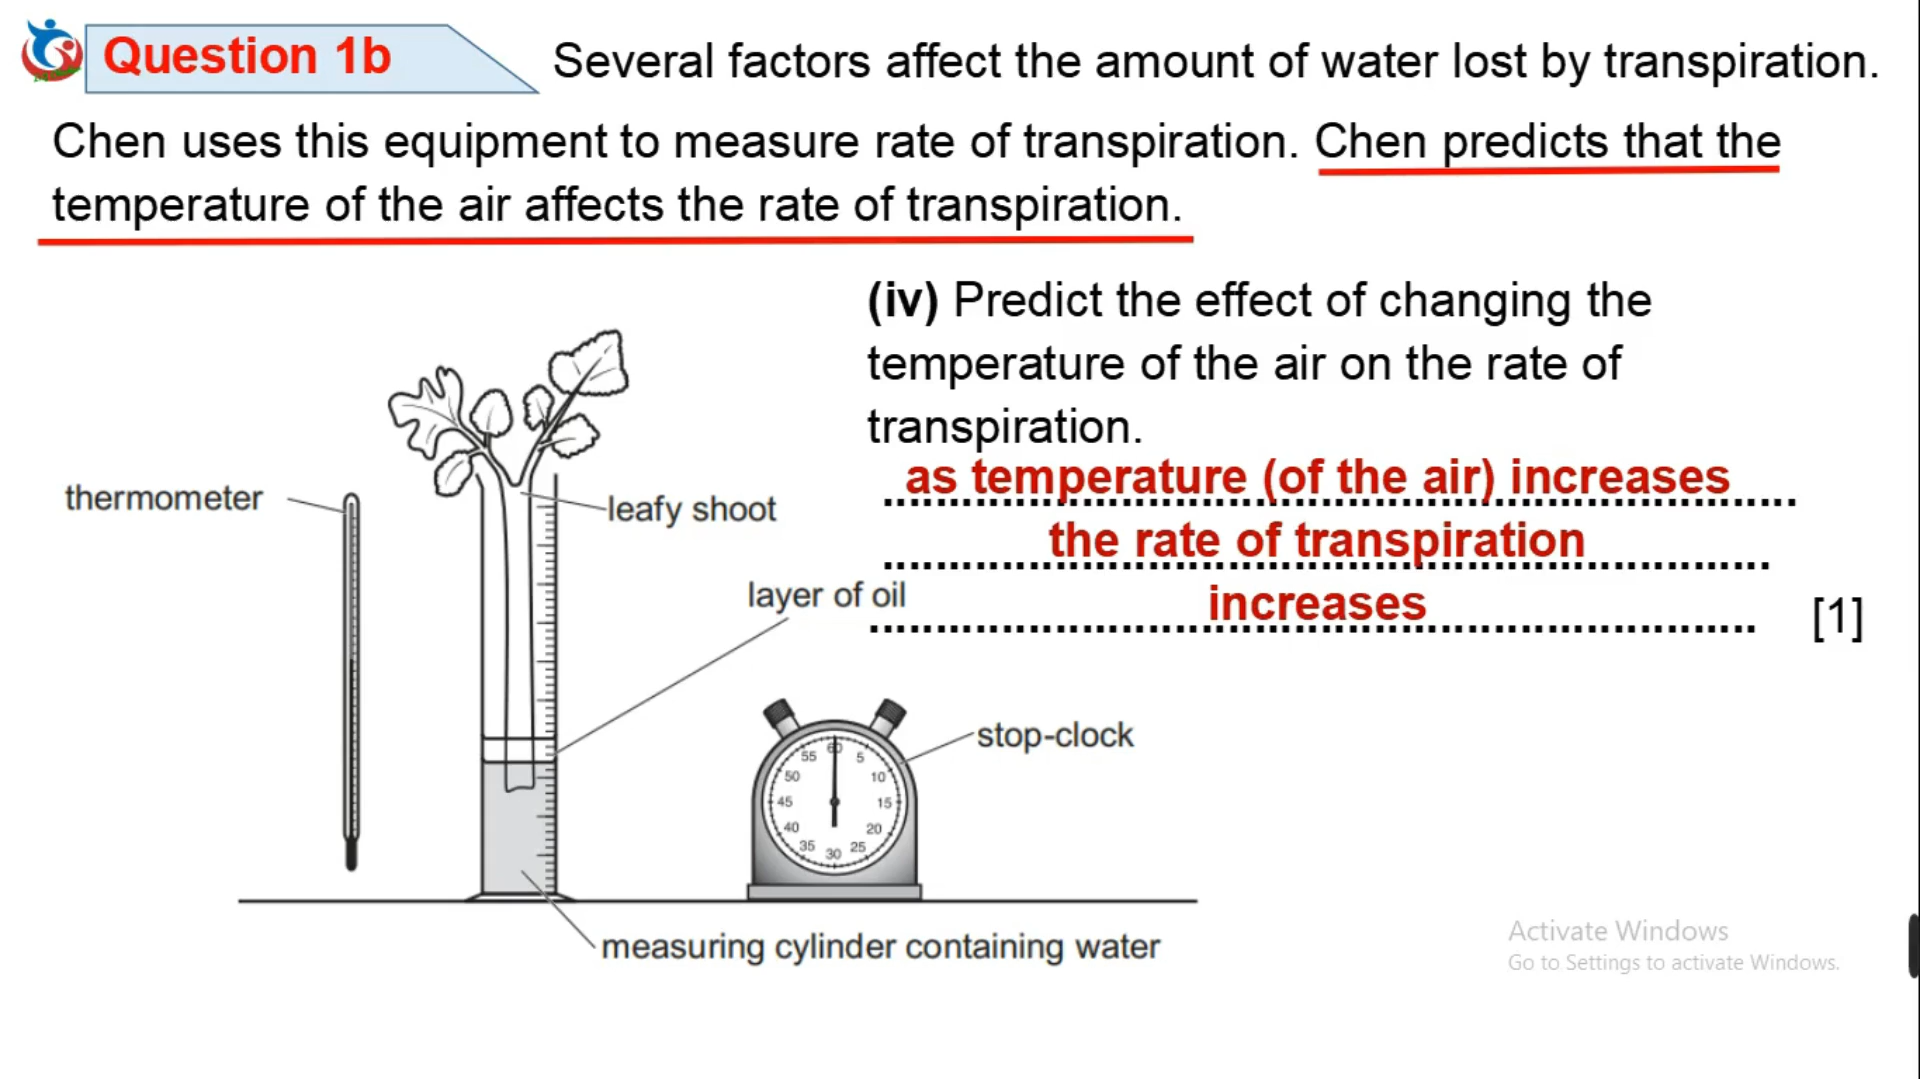 Question 1b
Several factors affect the amount of water lost by transpiration.
Chen uses this equipment to measure rate of transpiration. Chen predicts that the
temperature of the air affects the rate of transpiration.
(iv) Predict the effect of changing the
temperature of the air on the rate of
transpiration.
as temperature (of the air) increases
the rate of transpiration
increases
[1]
thermometer
leafy shoot
layer of oil
stop-clock
60
5
10
15
20
25
30
35
40
45
50
55
measuring cylinder containing water
Activate Windows
Go to Settings to activate Windows.